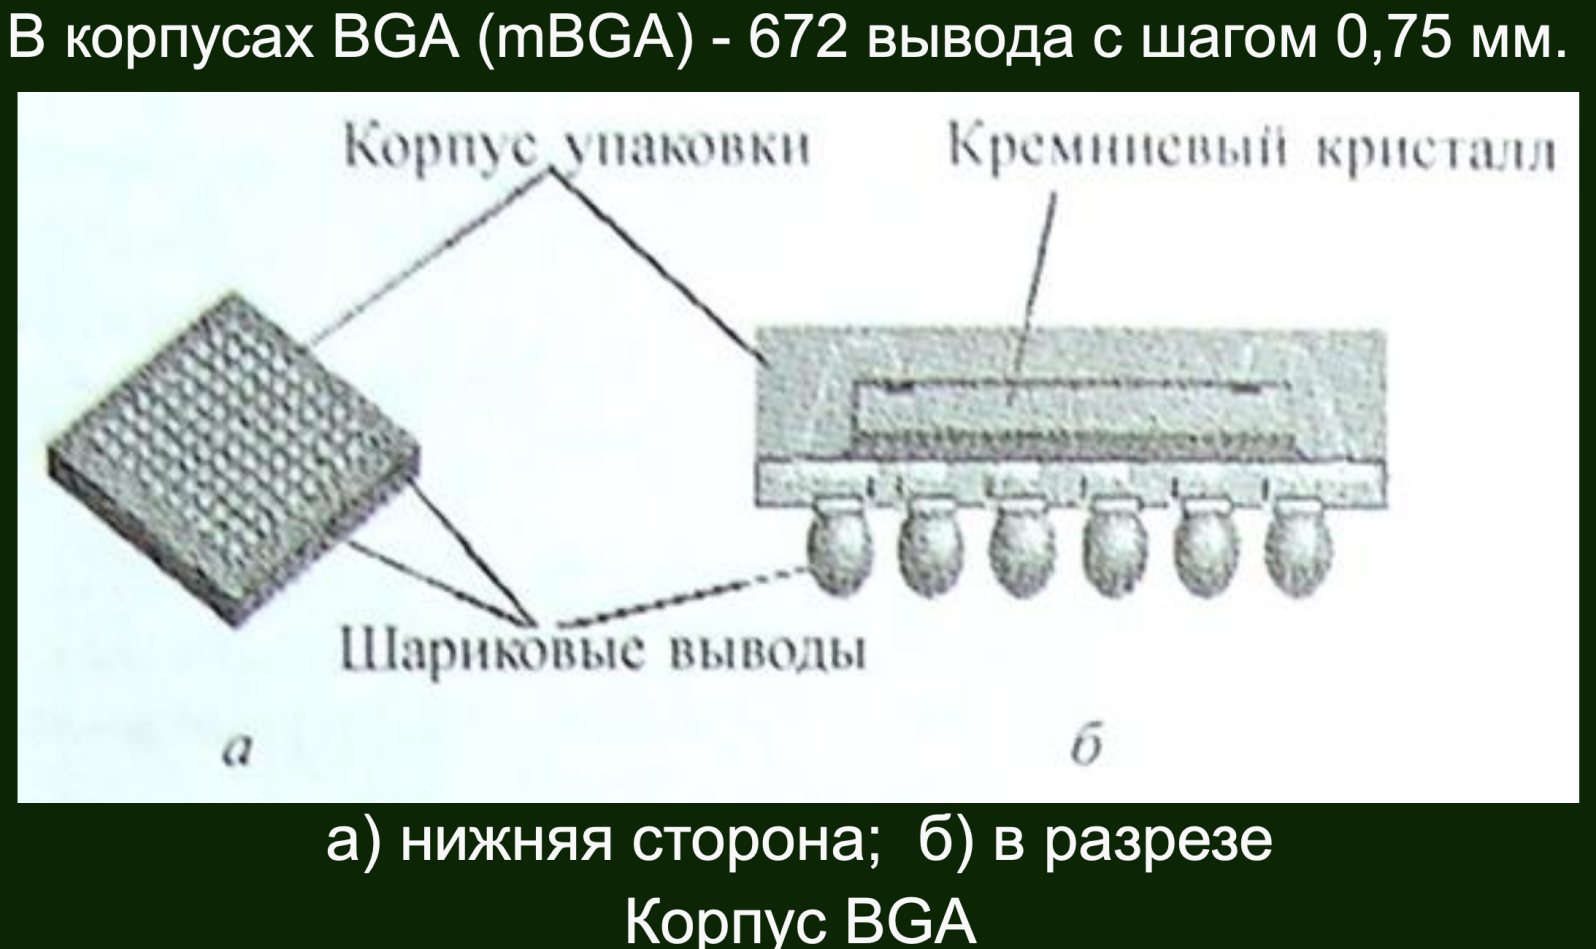 В корпусах BGA (mBGA) - 672 вывода с шагом 0,75 мм.
Корпус упаковки
Кремниевый кристалл
Шариковые выводы
а
б
а) нижняя сторона; б) в разрезе
Корпус BGA